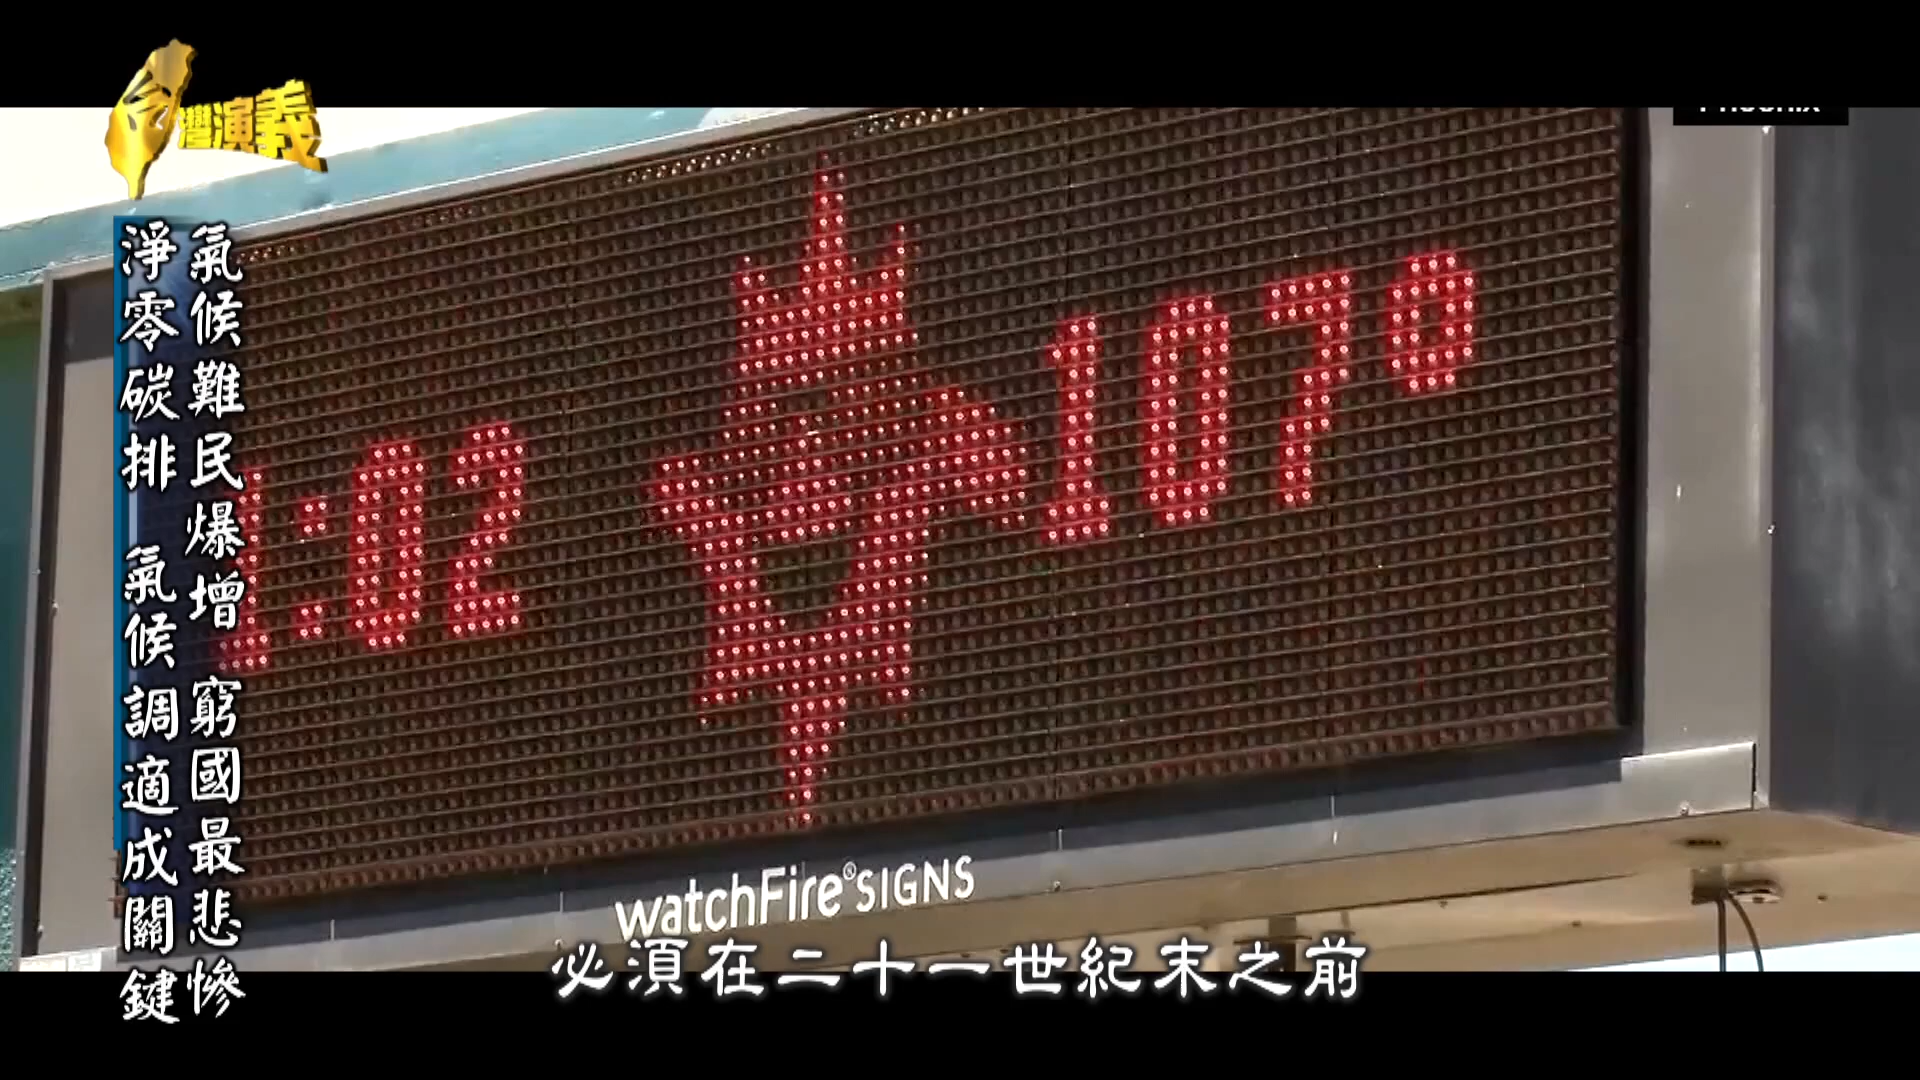 台灣演義
Phoenix
氣候難民爆增 窮國最悲慘
淨零碳排 氣候調適成關鍵
1:02
107°
watchFire® SIGNS
必須在二十一世紀末之前